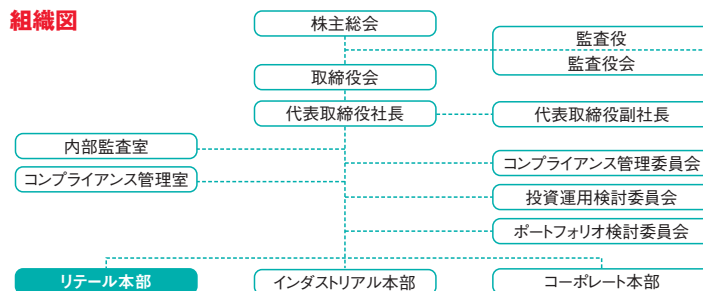 組織図
株主総会
監査役
監査役会
取締役会
代表取締役社長
代表取締役副社長
内部監査室
コンプライアンス管理委員会
コンプライアンス管理室
投資運用検討委員会
ポートフォリオ検討委員会
リテール本部
インダストリアル本部
コーポレート本部